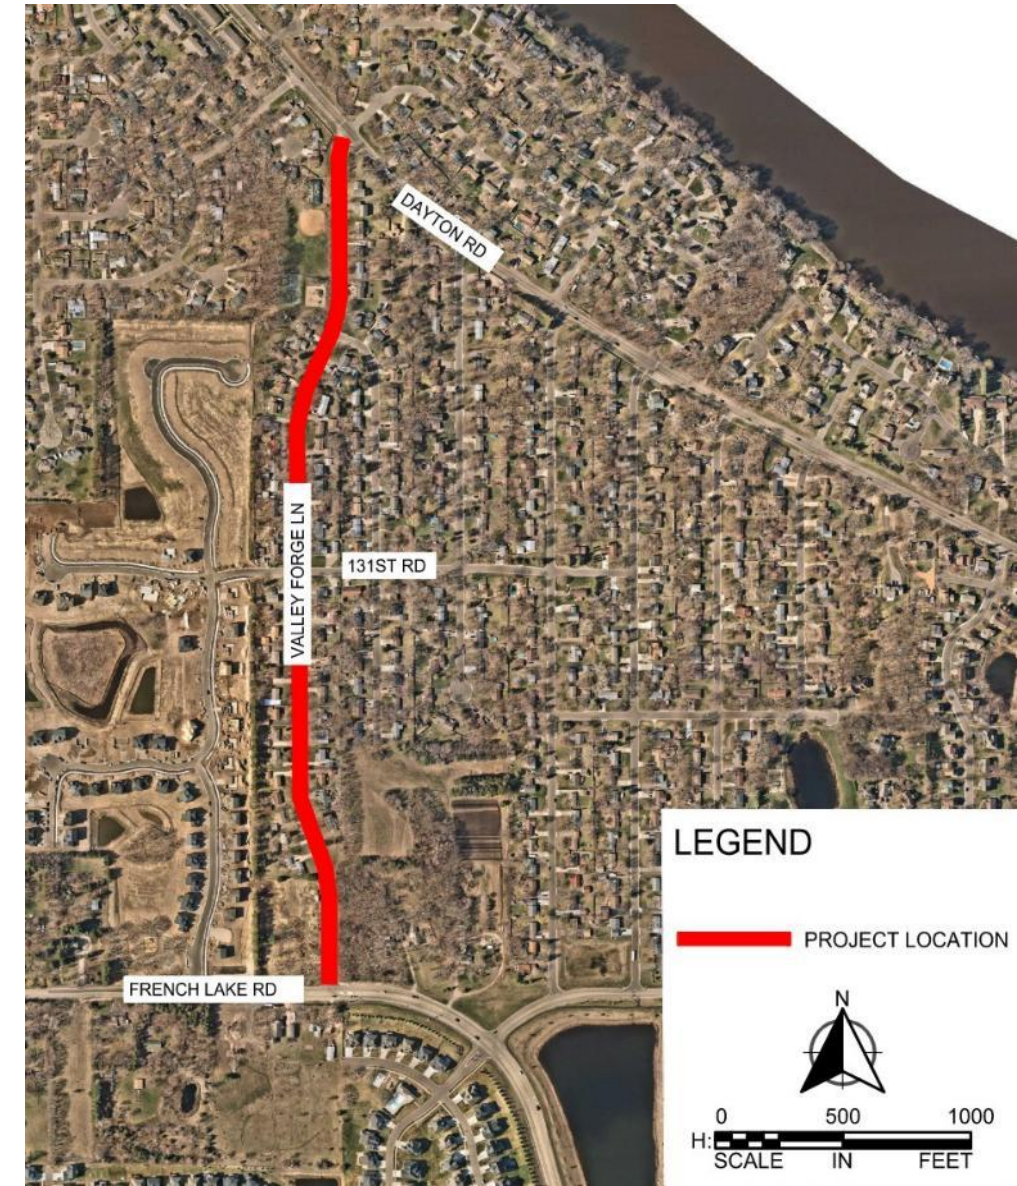 DAYTON RD
VALLEY FORGE LN
131ST RD
FRENCH LAKE RD
LEGEND
PROJECT LOCATION
N
0 500 1000
H:
SCALE IN FEET